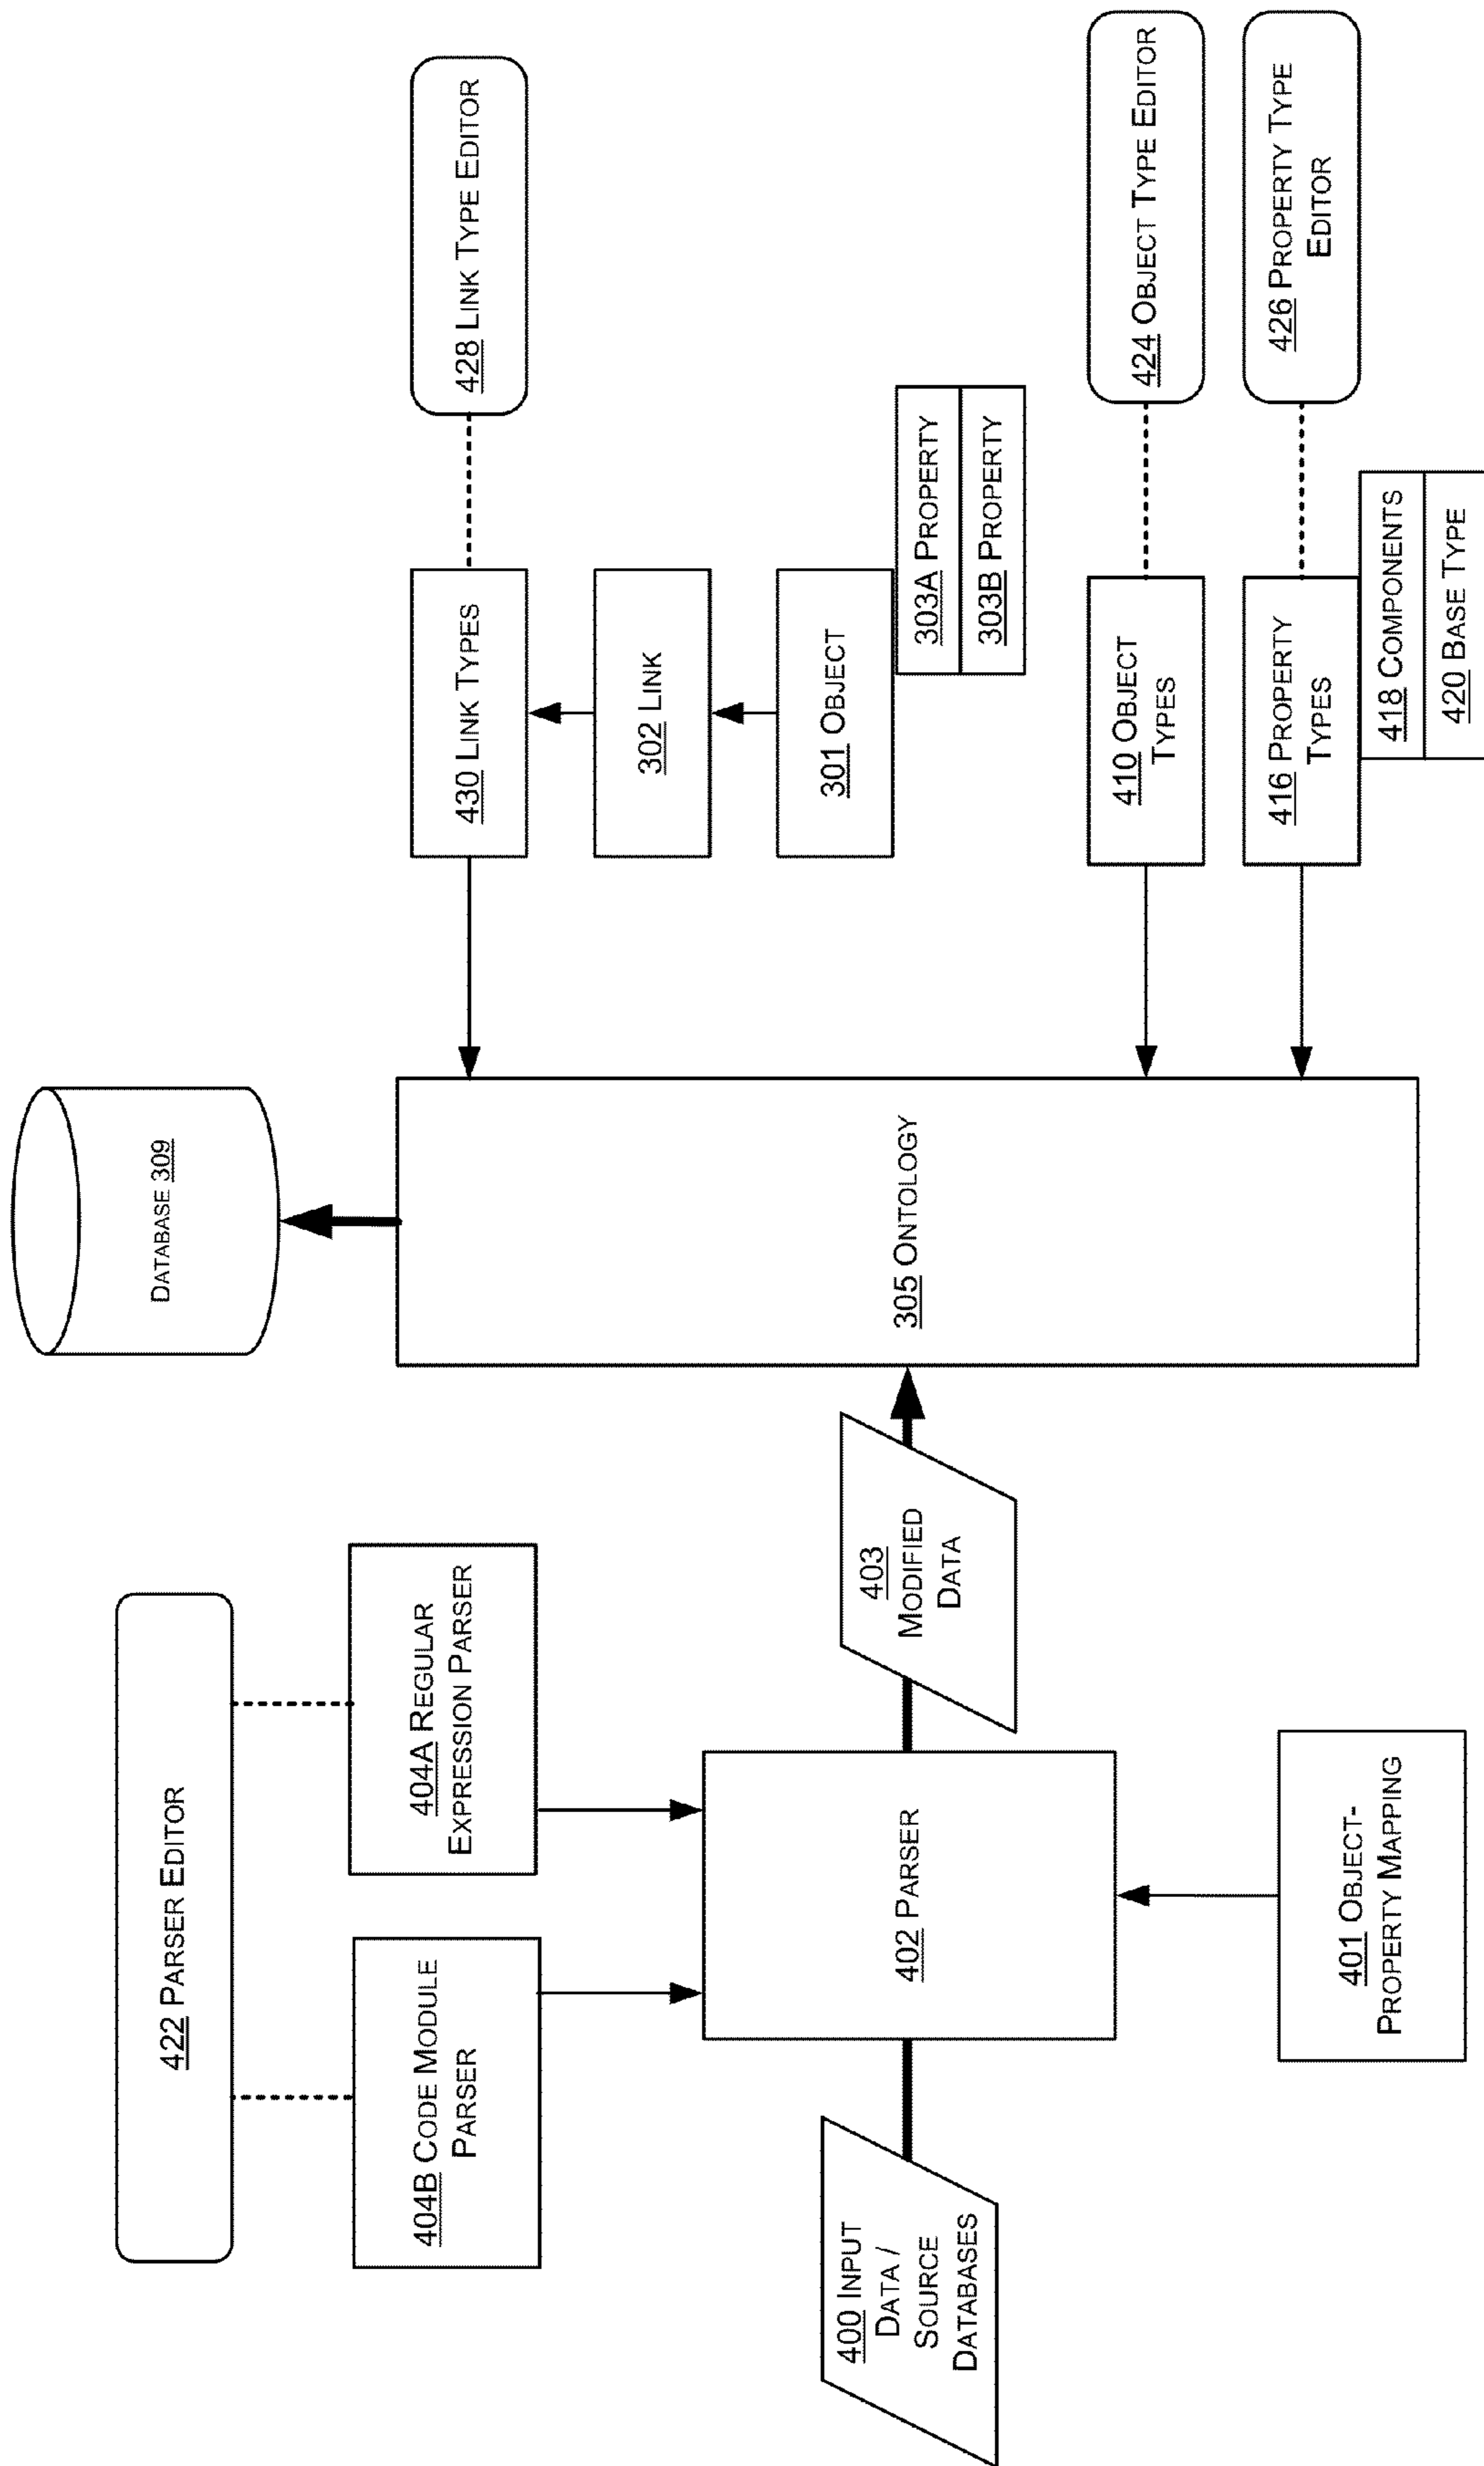 422 PARSER EDITOR
404B CODE MODULE
PARSER
404A REGULAR
EXPRESSION PARSER
400 INPUT
DATA /
SOURCE
DATABASES
402 PARSER
403
MODIFIED
DATA
401 OBJECT-
PROPERTY MAPPING
DATABASE 309
305 ONTOLOGY
430 LINK TYPES
428 LINK TYPE EDITOR
302 LINK
301 OBJECT
303A PROPERTY
303B PROPERTY
410 OBJECT
TYPES
424 OBJECT TYPE EDITOR
416 PROPERTY
TYPES
426 PROPERTY TYPE
EDITOR
418 COMPONENTS
420 BASE TYPE